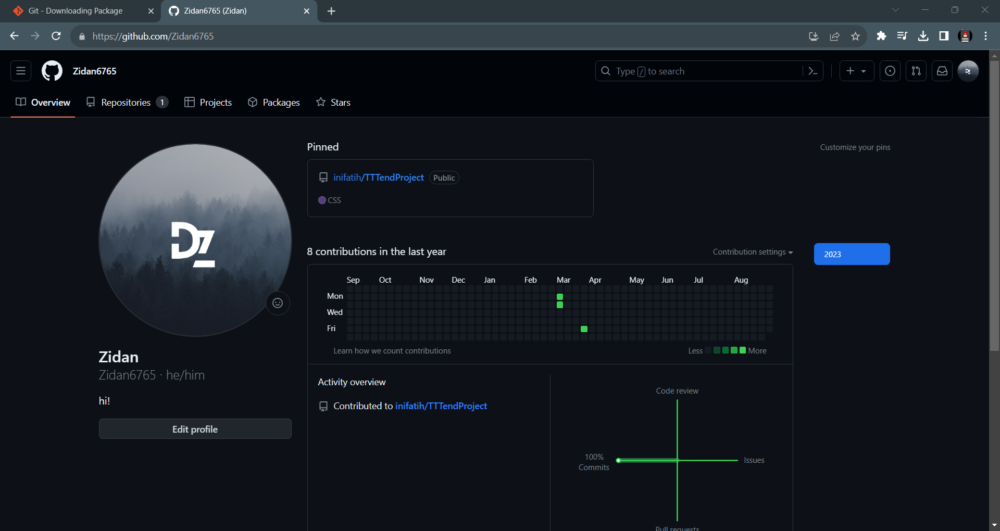 Git - Downloading Package
Zidan6765 (Zidan)
https://github.com/Zidan6765
Zidan6765
Type / to search
Overview
Repositories 1
Projects
Packages
Stars
Pinned
Customize your pins
inifatih/TTTendProject Public
CSS
8 contributions in the last year
Contribution settings
2023
Sep Oct Nov Dec Jan Feb Mar Apr May Jun Jul Aug
Mon
Wed
Fri
Learn how we count contributions
Less More
DZ
Zidan
Zidan6765 · he/him
hi!
Edit profile
Activity overview
Contributed to inifatih/TTTendProject
Code review
100%
Commits
Issues
Pull requests